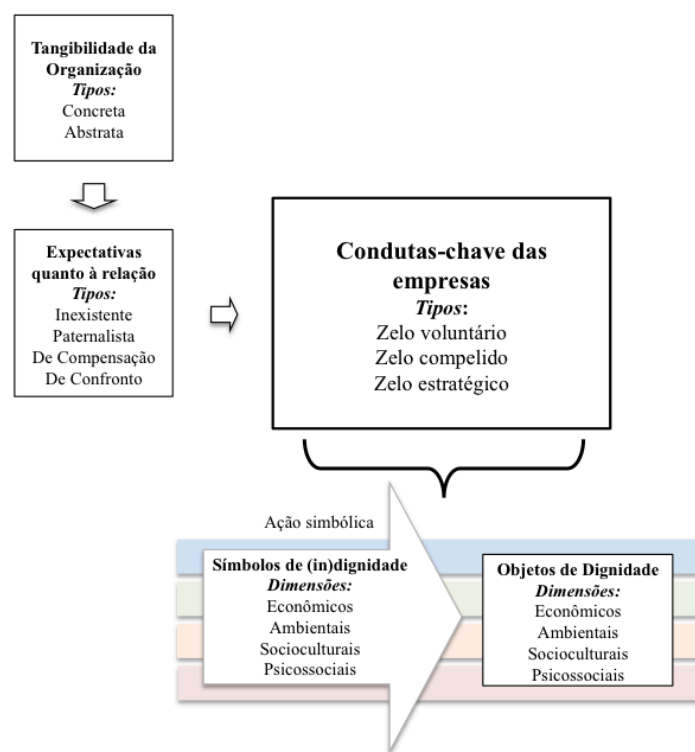 Tangibilidade da
Organização
Tipos:
Concreta
Abstrata
Expectativas
quanto à relação
Tipos:
Inexistente
Paternalista
De Compensação
De Confronto
Condutas-chave das
empresas
Tipos:
Zelo voluntário
Zelo compelido
Zelo estratégico
Ação simbólica
Símbolos de (in)dignidade
Dimensões:
Econômicos
Ambientais
Socioculturais
Psicossociais
Objetos de Dignidade
Dimensões:
Econômicos
Ambientais
Socioculturais
Psicossociais